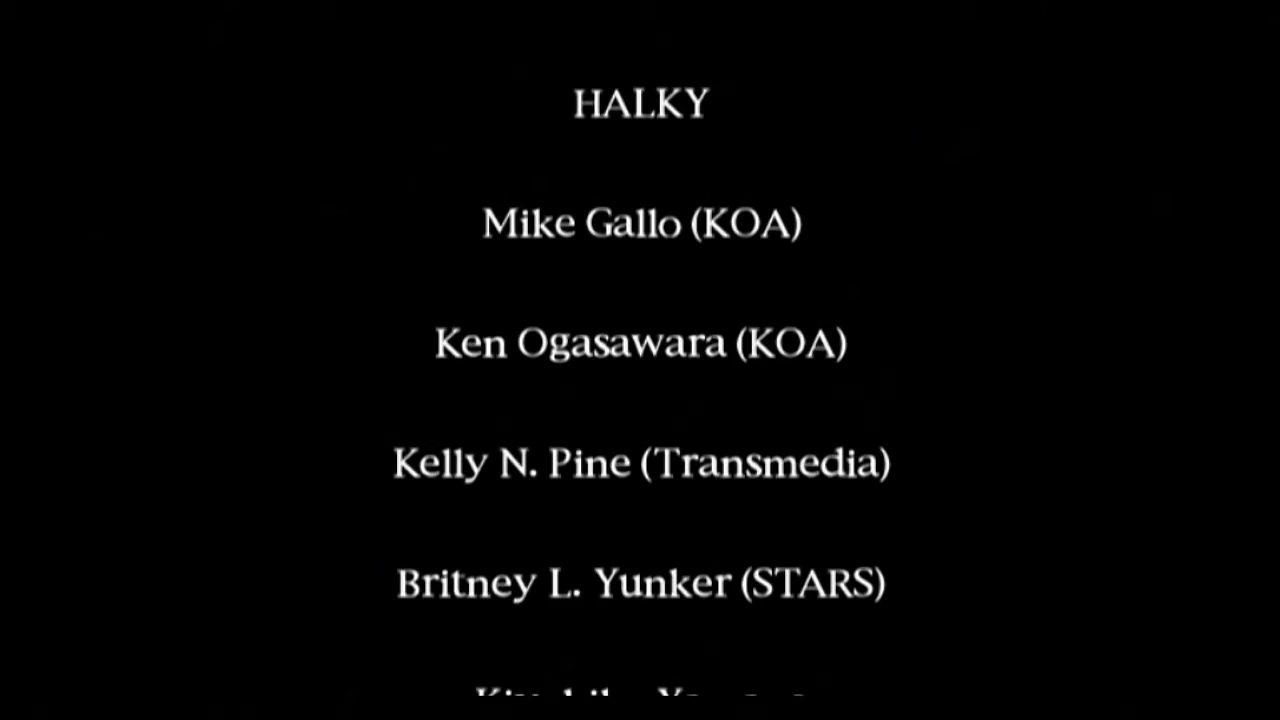 HALKY
Mike Gallo (KOA)
Ken Ogasawara (KOA)
Kelly N. Pine (Transmedia)
Britney L. Yunker (STARS)